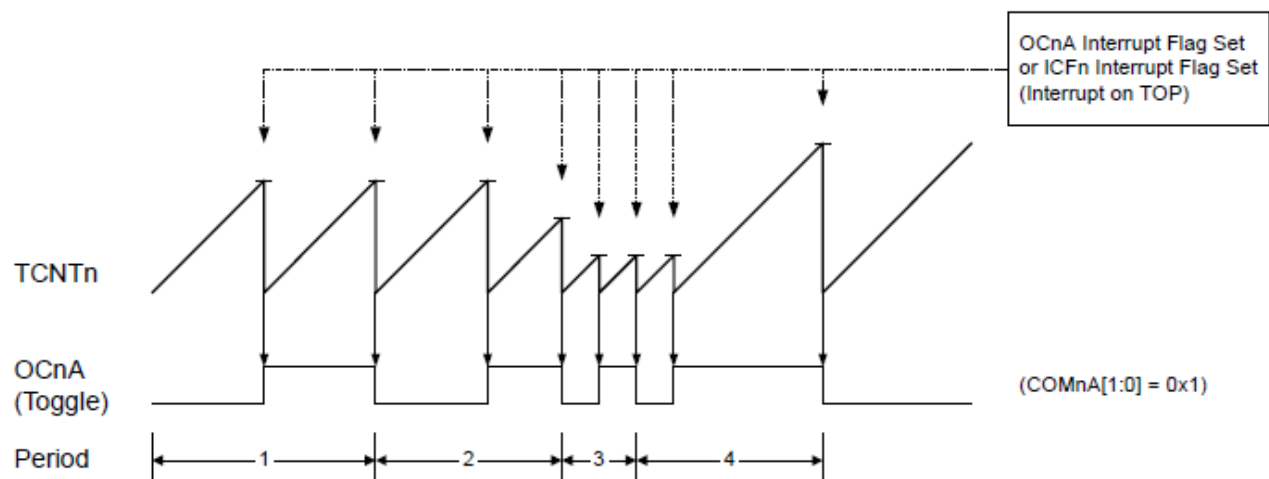 OCnA Interrupt Flag Set
or ICFn Interrupt Flag Set
(Interrupt on TOP)
TCNTn
OCnA
(Toggle)
(COMnA[1:0] = 0x1)
Period
1
2
3
4